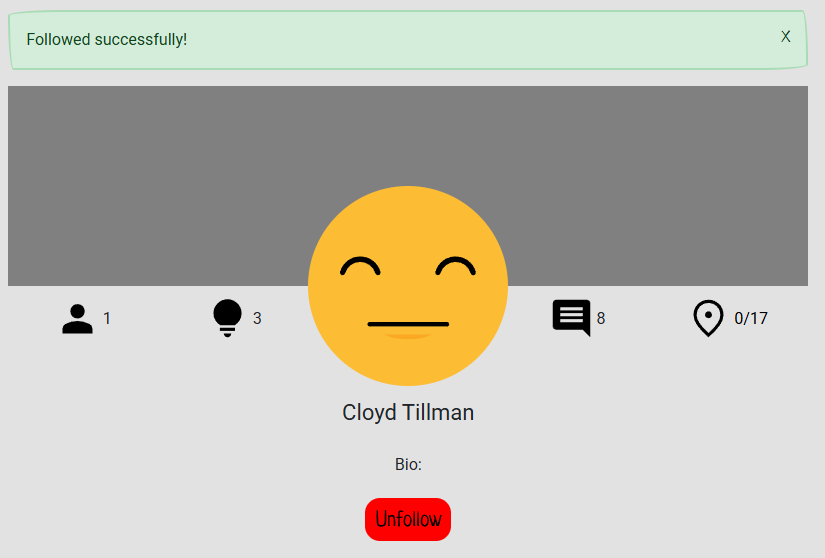 Followed successfully!
X
1
3
8
0/17
Cloyd Tillman
Bio:
Unfollow